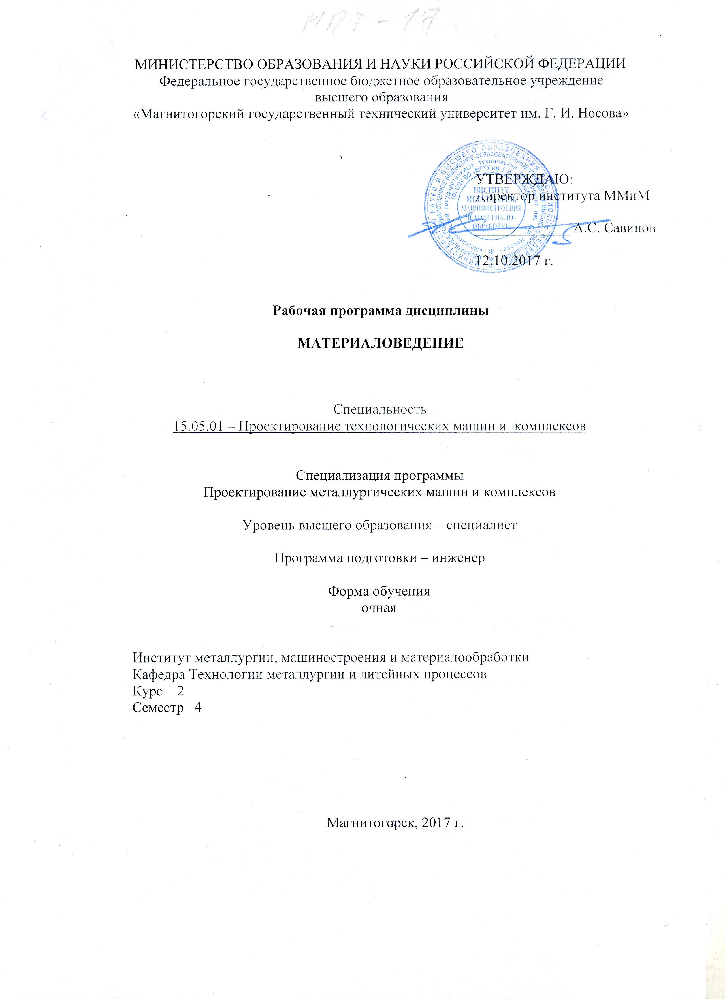 МПТ - 17
МИНИСТЕРСТВО ОБРАЗОВАНИЯ И НАУКИ РОССИЙСКОЙ ФЕДЕРАЦИИ
Федеральное государственное бюджетное образовательное учреждение
высшего образования
«Магнитогорский государственный технический университет им. Г. И. Носова»
УТВЕРЖДАЮ:
Директор института ММиМ
А.С. Савинов
12.10.2017 г.
ИНСТИТУТ
МЕТАЛЛУРГИИ,
МАШИНОСТРОЕНИЯ
И МАТЕРИАЛО-
ОБРАБОТКИ
Рабочая программа дисциплины
МАТЕРИАЛОВЕДЕНИЕ
Специальность
15.05.01 – Проектирование технологических машин и комплексов
Специализация программы
Проектирование металлургических машин и комплексов
Уровень высшего образования – специалист
Программа подготовки – инженер
Форма обучения
очная
Институт металлургии, машиностроения и материалообработки
Кафедра Технологии металлургии и литейных процессов
Курс 2
Семестр 4
Магнитогорск, 2017 г.